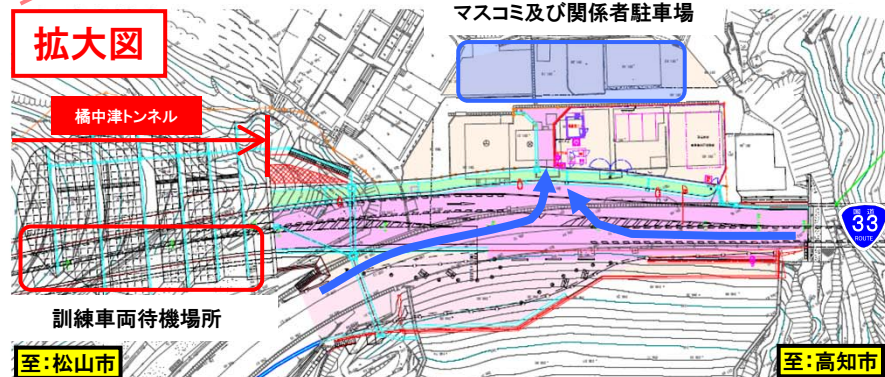 マスコミ及び関係者駐車場
拡大図
橘中津トンネル
国道
33
ROUTE
訓練車両待機場所
至:松山市
至:高知市